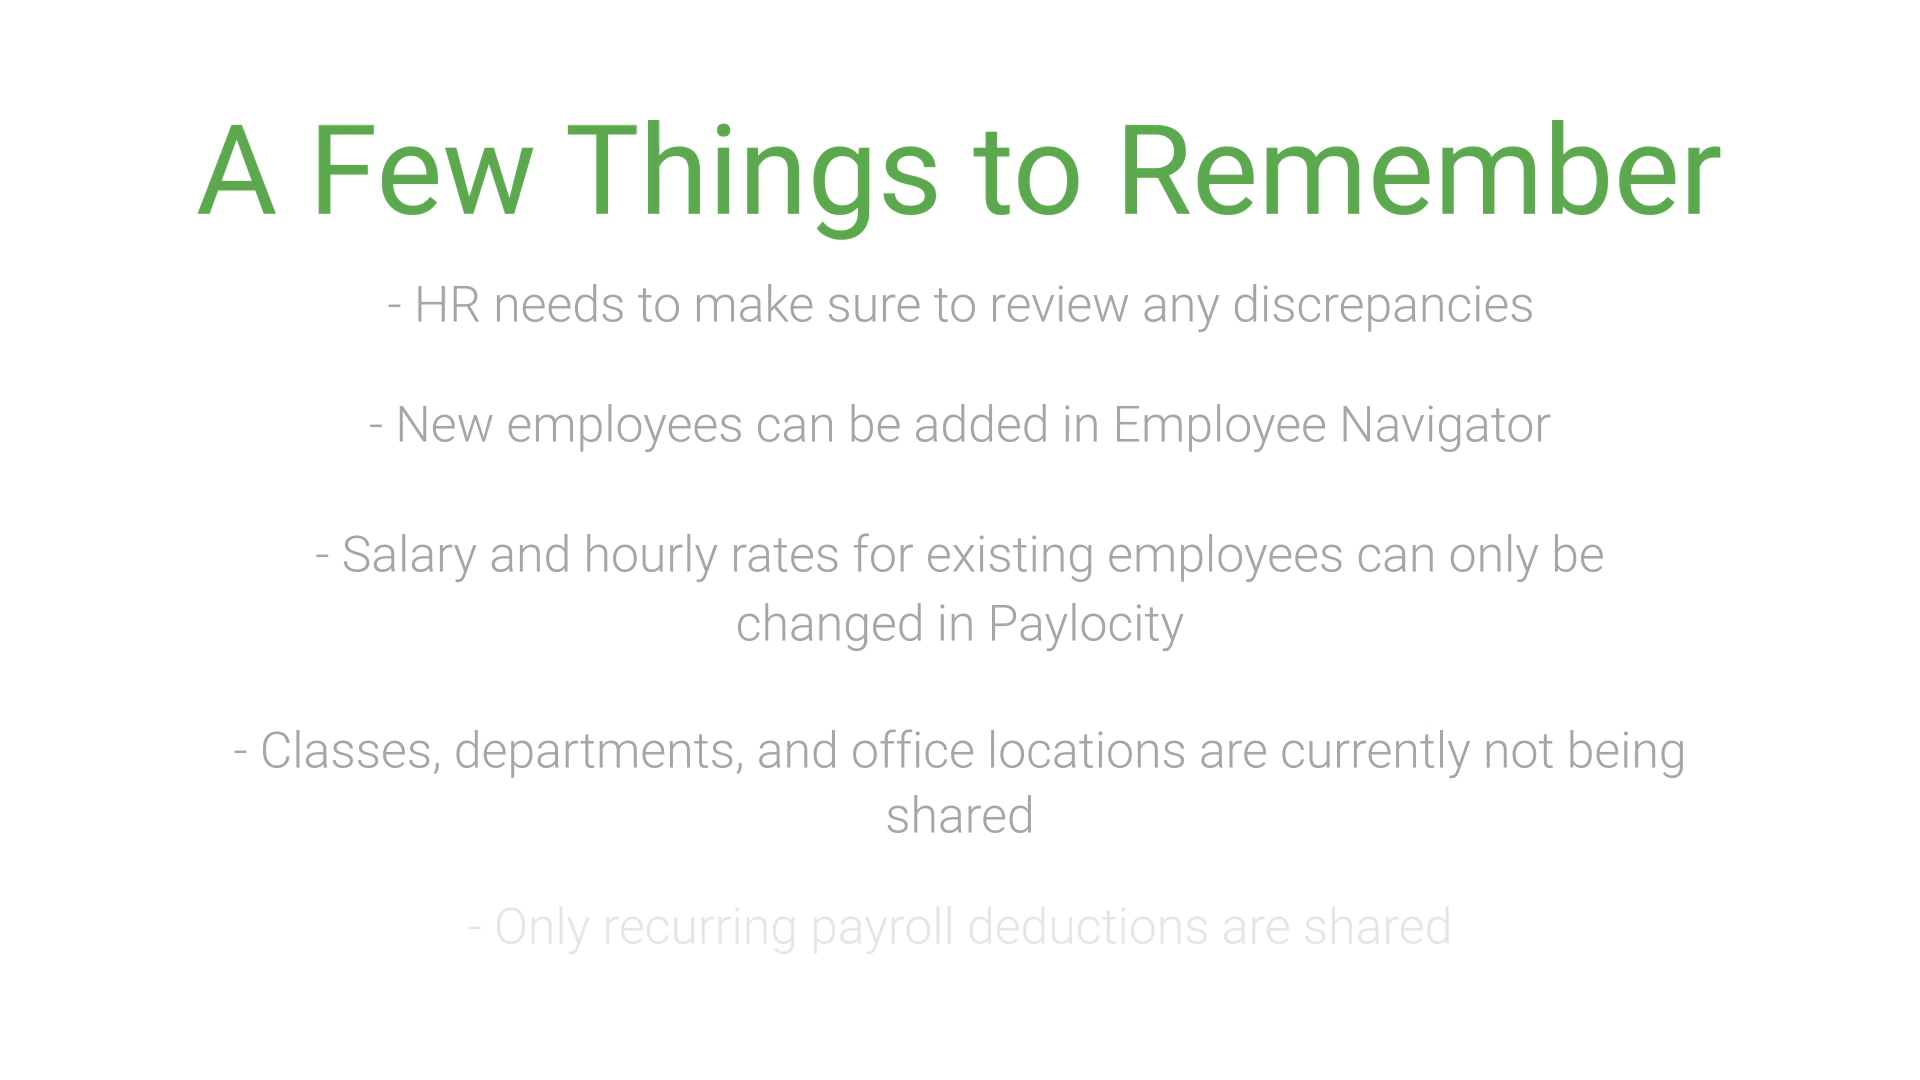 A Few Things to Remember
- HR needs to make sure to review any discrepancies
- New employees can be added in Employee Navigator
- Salary and hourly rates for existing employees can only be
changed in Paylocity
- Classes, departments, and office locations are currently not being
shared
- Only recurring payroll deductions are shared